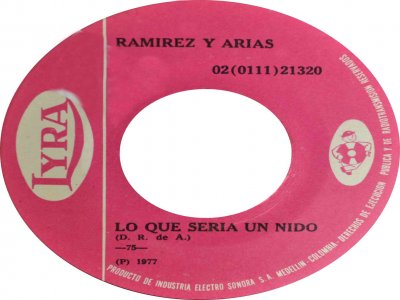 RAMIREZ Y ARIAS
02(0111)21320
LYRA
LO QUE SERIA UN NIDO
(D. R. de A.)
—75—
(P) 1977
PRODUCTO DE INDUSTRIA ELECTRO SONORA S.A. MEDELLIN - COLOMBIA - DERECHOS DE EJECUCION PUBLICA Y DE RADIOTRANSMISION RESERVADOS